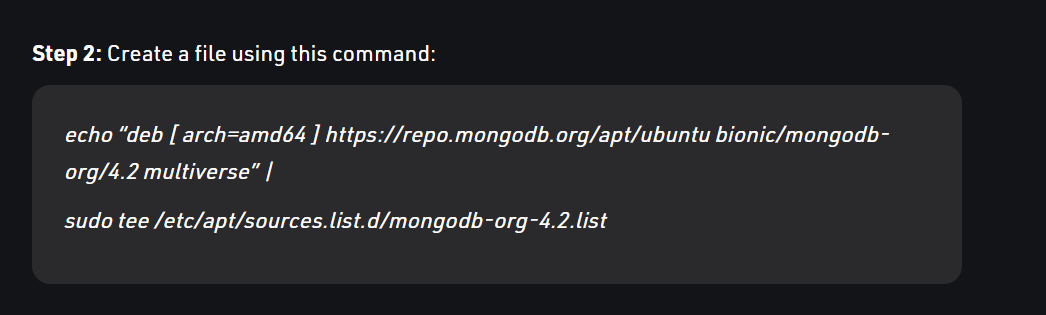 Step 2: Create a file using this command:
echo “deb [ arch=amd64 ] https://repo.mongodb.org/apt/ubuntu bionic/mongodb-
org/4.2 multiverse” |
sudo tee /etc/apt/sources.list.d/mongodb-org-4.2.list